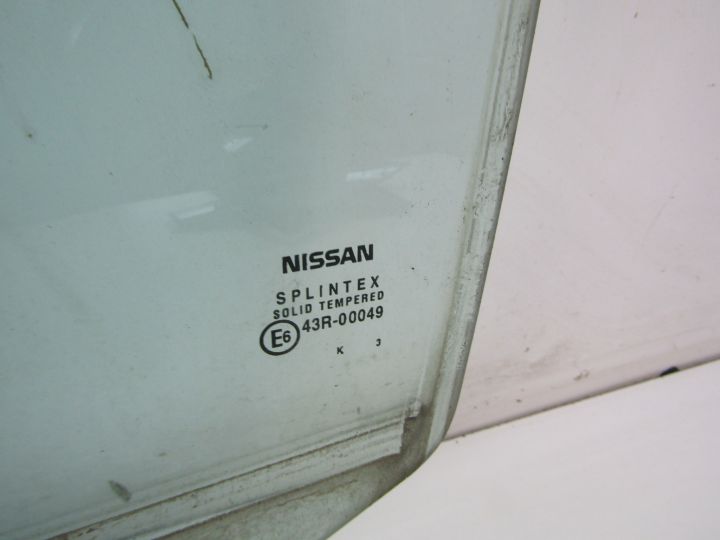 NISSAN
SPLINTEX
SOLID TEMPERED
E6 43R-00049
K 3